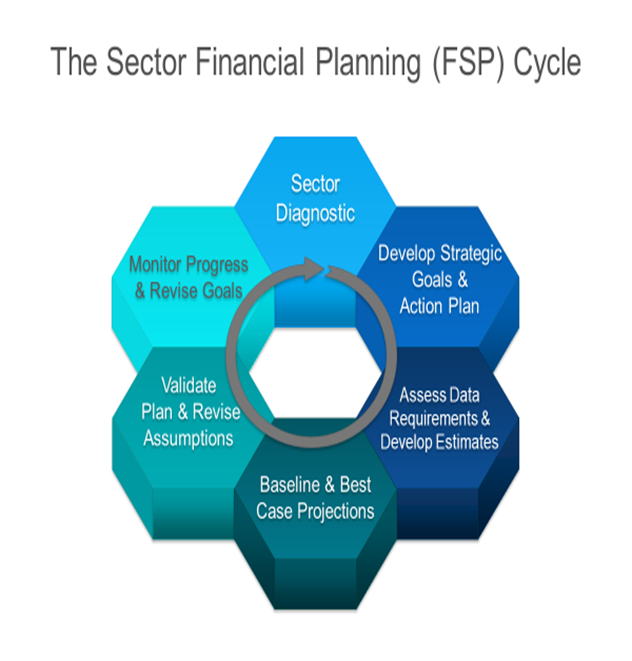 The Sector Financial Planning (FSP) Cycle
Sector
Diagnostic
Develop Strategic
Goals &
Action Plan
Assess Data
Requirements &
Develop Estimates
Baseline & Best
Case Projections
Validate
Plan & Revise
Assumptions
Monitor Progress
& Revise Goals